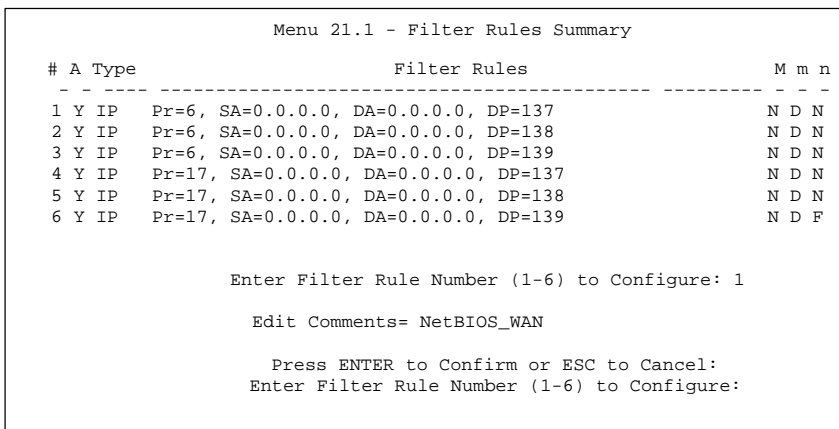 Menu 21.1 - Filter Rules Summary
# A Type Filter Rules M m n
- - ---- -------------------------------------------- --------- - - -
1 Y IP Pr=6, SA=0.0.0.0, DA=0.0.0.0, DP=137 N D N
2 Y IP Pr=6, SA=0.0.0.0, DA=0.0.0.0, DP=138 N D N
3 Y IP Pr=6, SA=0.0.0.0, DA=0.0.0.0, DP=139 N D N
4 Y IP Pr=17, SA=0.0.0.0, DA=0.0.0.0, DP=137 N D N
5 Y IP Pr=17, SA=0.0.0.0, DA=0.0.0.0, DP=138 N D N
6 Y IP Pr=17, SA=0.0.0.0, DA=0.0.0.0, DP=139 N D F
Enter Filter Rule Number (1-6) to Configure: 1
Edit Comments= NetBIOS_WAN
Press ENTER to Confirm or ESC to Cancel:
Enter Filter Rule Number (1-6) to Configure: